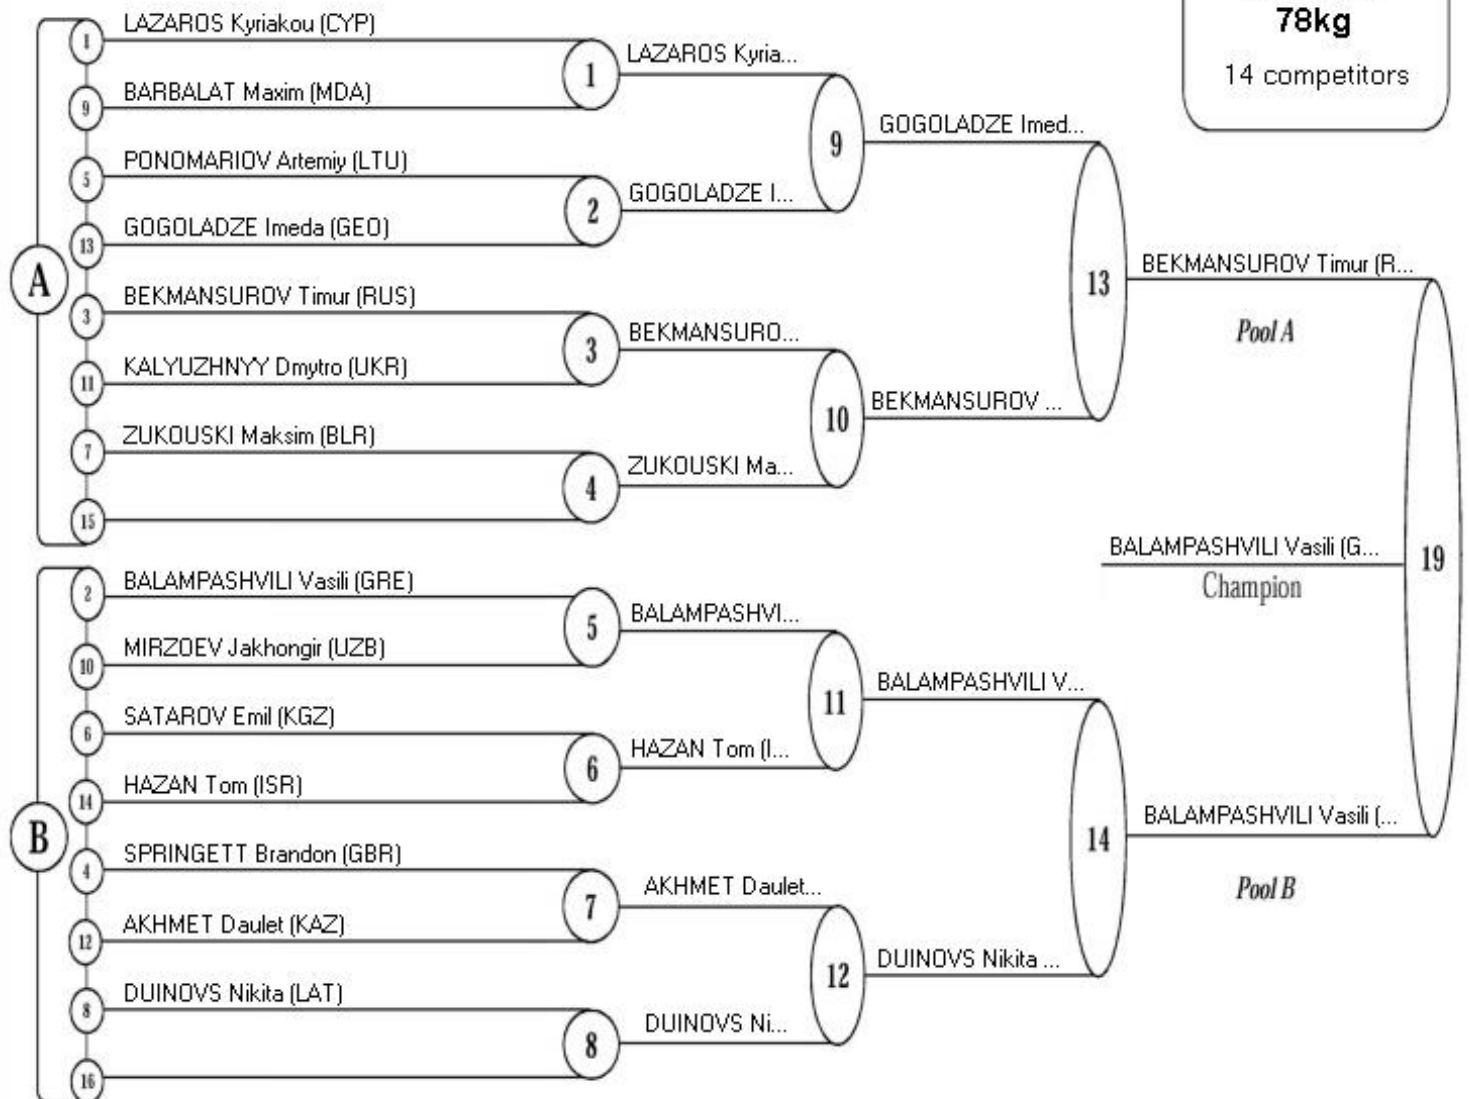 78kg
14 competitors
A
1
LAZAROS Kyriakou (CYP)
9
BARBALAT Maxim (MDA)
5
PONOMARIOV Artemiy (LTU)
13
GOGOLADZE Imeda (GEO)
3
BEKMANSUROV Timur (RUS)
11
KALYUZHNYY Dmytro (UKR)
7
ZUKOUSKI Maksim (BLR)
15
B
2
BALAMPASHVILI Vasili (GRE)
10
MIRZOEV Jakhongir (UZB)
6
SATAROV Emil (KGZ)
14
HAZAN Tom (ISR)
4
SPRINGETT Brandon (GBR)
12
AKHMET Daulet (KAZ)
8
DUINOVS Nikita (LAT)
16
1
LAZAROS Kyria...
2
GOGOLADZE I...
3
BEKMANSURO...
4
ZUKOUSKI Ma...
5
BALAMPASHVI...
6
HAZAN Tom (I...
7
AKHMET Daulet...
8
DUINOVS Ni...
9
GOGOLADZE Imed...
10
BEKMANSUROV ...
11
BALAMPASHVILI V...
12
DUINOVS Nikita ...
13
BEKMANSUROV Timur (R...
Pool A
14
BALAMPASHVILI Vasili (...
Pool B
19
BALAMPASHVILI Vasili (G...
Champion